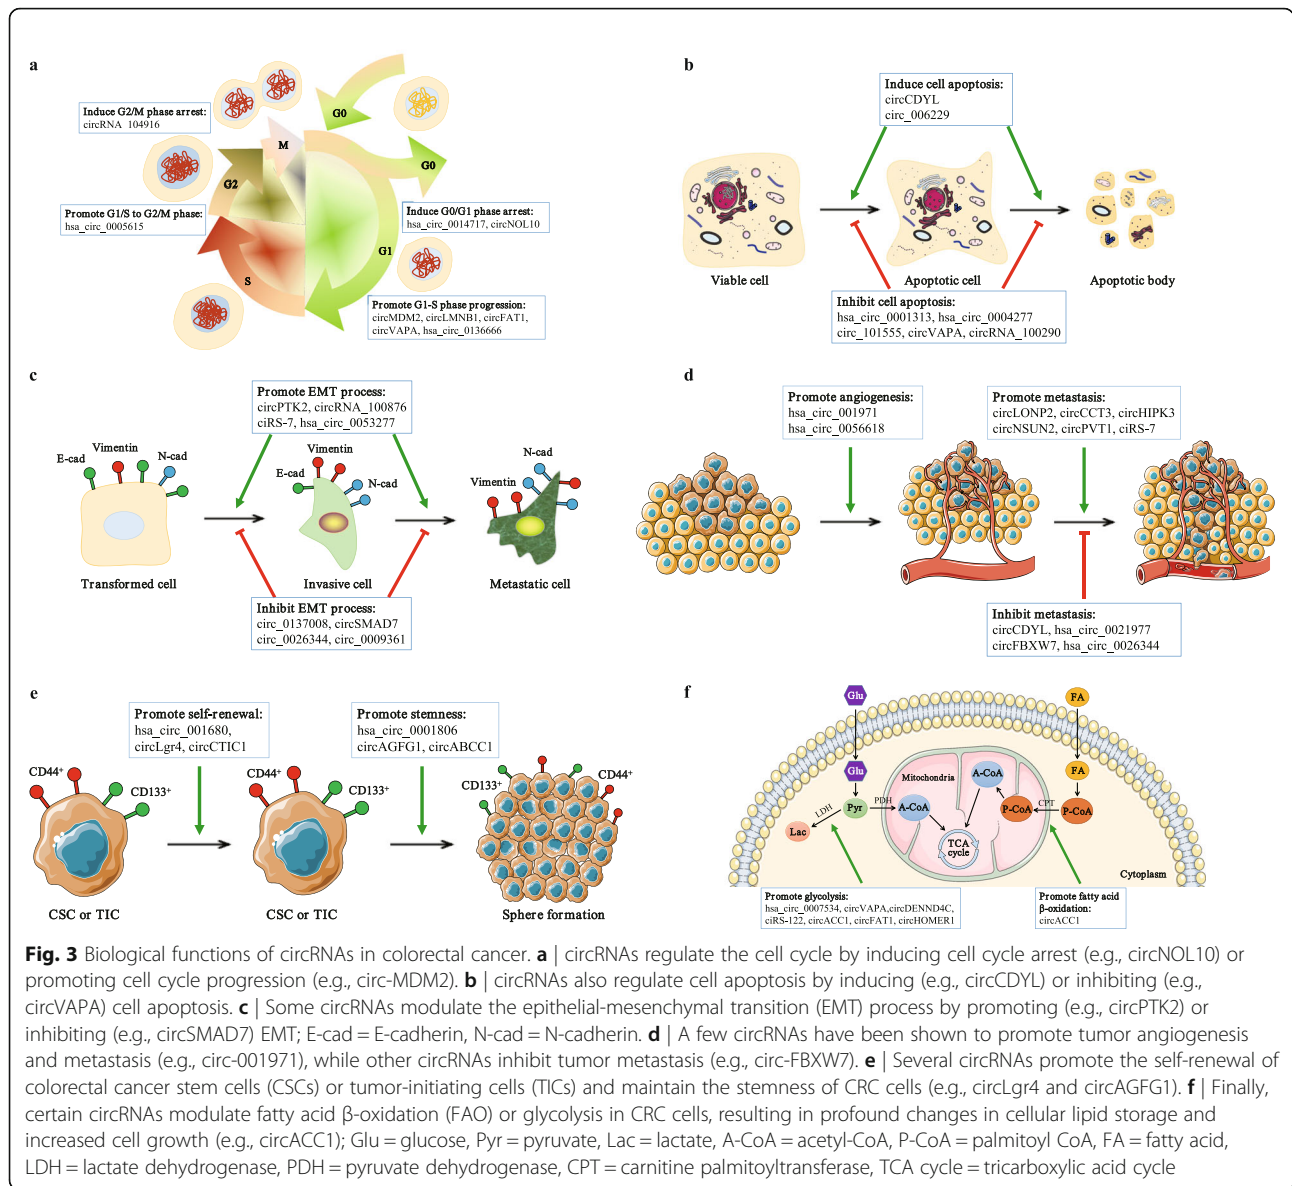 a
Induce G2/M phase arrest:
circRNA_104916
G0
M
G0
G2
Promote G1/S to G2/M phase:
hsa_circ_0005615
Induce G0/G1 phase arrest:
hsa_circ_0014717, circNOL10
G1
S
Promote G1-S phase progression:
circMDM2, circLMNB1, circFAT1,
circVAPA, hsa_circ_0136666
b
Induce cell apoptosis:
circCDYL
circ_006229
Viable cell
Apoptotic cell
Apoptotic body
Inhibit cell apoptosis:
hsa_circ_0001313, hsa_circ_0004277
circ_101555, circVAPA, circRNA_100290
c
Promote EMT process:
circPTK2, circRNA_100876
ciRS-7, hsa_circ_0053277
Vimentin
E-cad
N-cad
Vimentin
E-cad
N-cad
N-cad
Vimentin
Transformed cell
Invasive cell
Metastatic cell
Inhibit EMT process:
circ_0137008, circSMAD7
circ_0026344, circ_0009361
d
Promote angiogenesis:
hsa_circ_001971
hsa_circ_0056618
Promote metastasis:
circLONP2, circCCT3, circHIPK3
circNSUN2, circPVT1, ciRS-7
Inhibit metastasis:
circCDYL, hsa_circ_0021977
circFBXW7, hsa_circ_0026344
e
Promote self-renewal:
hsa_circ_001680,
circLgr4, circCTIC1
Promote stemness:
hsa_circ_0001806
circAGFG1, circABCC1
CD44+
CD133+
CD44+
CD133+
CD133+
CD44+
CSC or TIC
CSC or TIC
Sphere formation
f
Glu
FA
Glu
Mitochondria
A-CoA
FA
LDH
Pyr
PDH
A-CoA
P-CoA
CPT
P-CoA
Lac
TCA
cycle
Cytoplasm
Promote glycolysis:
hsa_circ_0007534, circVAPA,circDENND4C,
ciRS-122, circACC1, circFAT1, circHOMER1
Promote fatty acid
β-oxidation:
circACC1
Fig. 3 Biological functions of circRNAs in colorectal cancer. a | circRNAs regulate the cell cycle by inducing cell cycle arrest (e.g., circNOL10) or
promoting cell cycle progression (e.g., circ-MDM2). b | circRNAs also regulate cell apoptosis by inducing (e.g., circCDYL) or inhibiting (e.g.,
circVAPA) cell apoptosis. c | Some circRNAs modulate the epithelial-mesenchymal transition (EMT) process by promoting (e.g., circPTK2) or
inhibiting (e.g., circSMAD7) EMT; E-cad = E-cadherin, N-cad = N-cadherin. d | A few circRNAs have been shown to promote tumor angiogenesis
and metastasis (e.g., circ-001971), while other circRNAs inhibit tumor metastasis (e.g., circ-FBXW7). e | Several circRNAs promote the self-renewal of
colorectal cancer stem cells (CSCs) or tumor-initiating cells (TICs) and maintain the stemness of CRC cells (e.g., circLgr4 and circAGFG1). f | Finally,
certain circRNAs modulate fatty acid β-oxidation (FAO) or glycolysis in CRC cells, resulting in profound changes in cellular lipid storage and
increased cell growth (e.g., circACC1); Glu = glucose, Pyr = pyruvate, Lac = lactate, A-CoA = acetyl-CoA, P-CoA = palmitoyl CoA, FA = fatty acid,
LDH = lactate dehydrogenase, PDH = pyruvate dehydrogenase, CPT = carnitine palmitoyltransferase, TCA cycle = tricarboxylic acid cycle